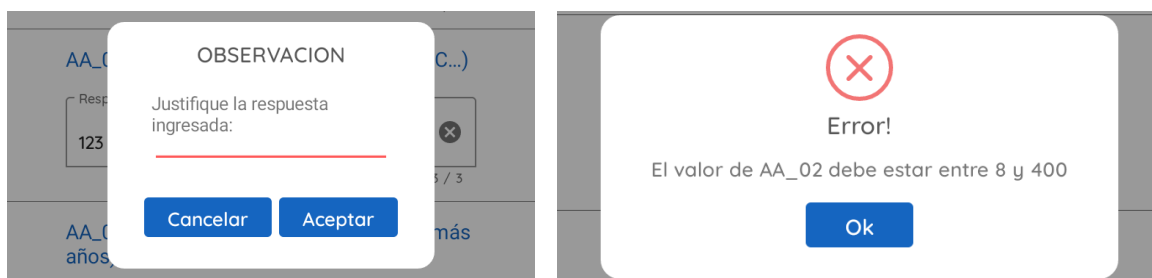 OBSERVACION
AA_0
C...)
Justifique la respuesta
ingresada:
Resp
123
3 / 3
Cancelar
Aceptar
AA_0
más
años
Error!
El valor de AA_02 debe estar entre 8 y 400
Ok